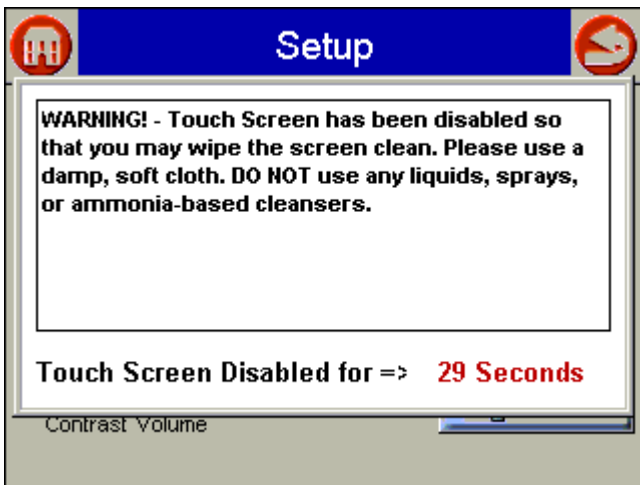 Setup
WARNING! - Touch Screen has been disabled so
that you may wipe the screen clean. Please use a
damp, soft cloth. DO NOT use any liquids, sprays,
or ammonia-based cleansers.
Touch Screen Disabled for => 29 Seconds
Contrast Volume